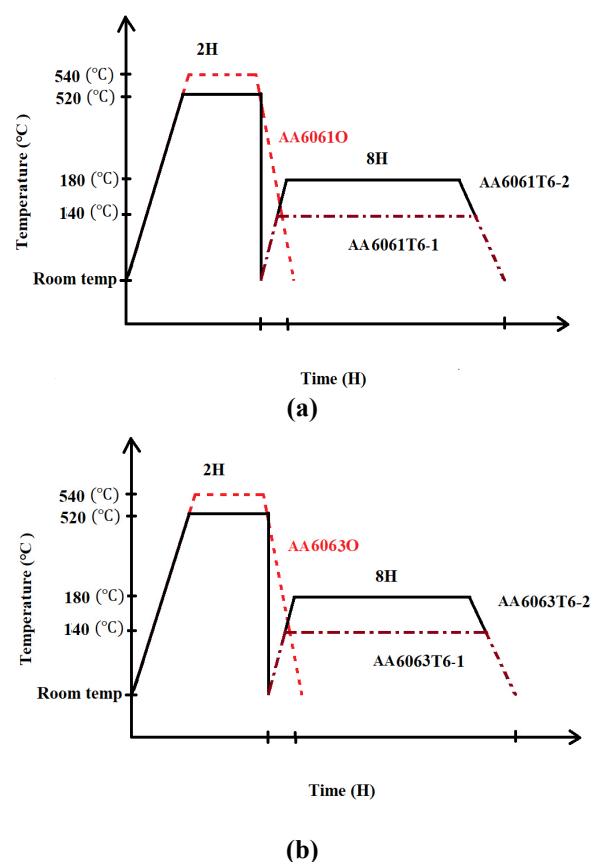 2H
540 (℃)
520 (℃)
AA6061O
8H
180 (℃)
AA6061T6-2
140 (℃)
AA6061T6-1
Room temp
Temperature (℃ )
Time (H)
(a)
2H
540 (℃)
520 (℃)
AA6063O
8H
180 (℃)
AA6063T6-2
140 (℃)
AA6063T6-1
Room temp
Temperature (℃ )
Time (H)
(b)